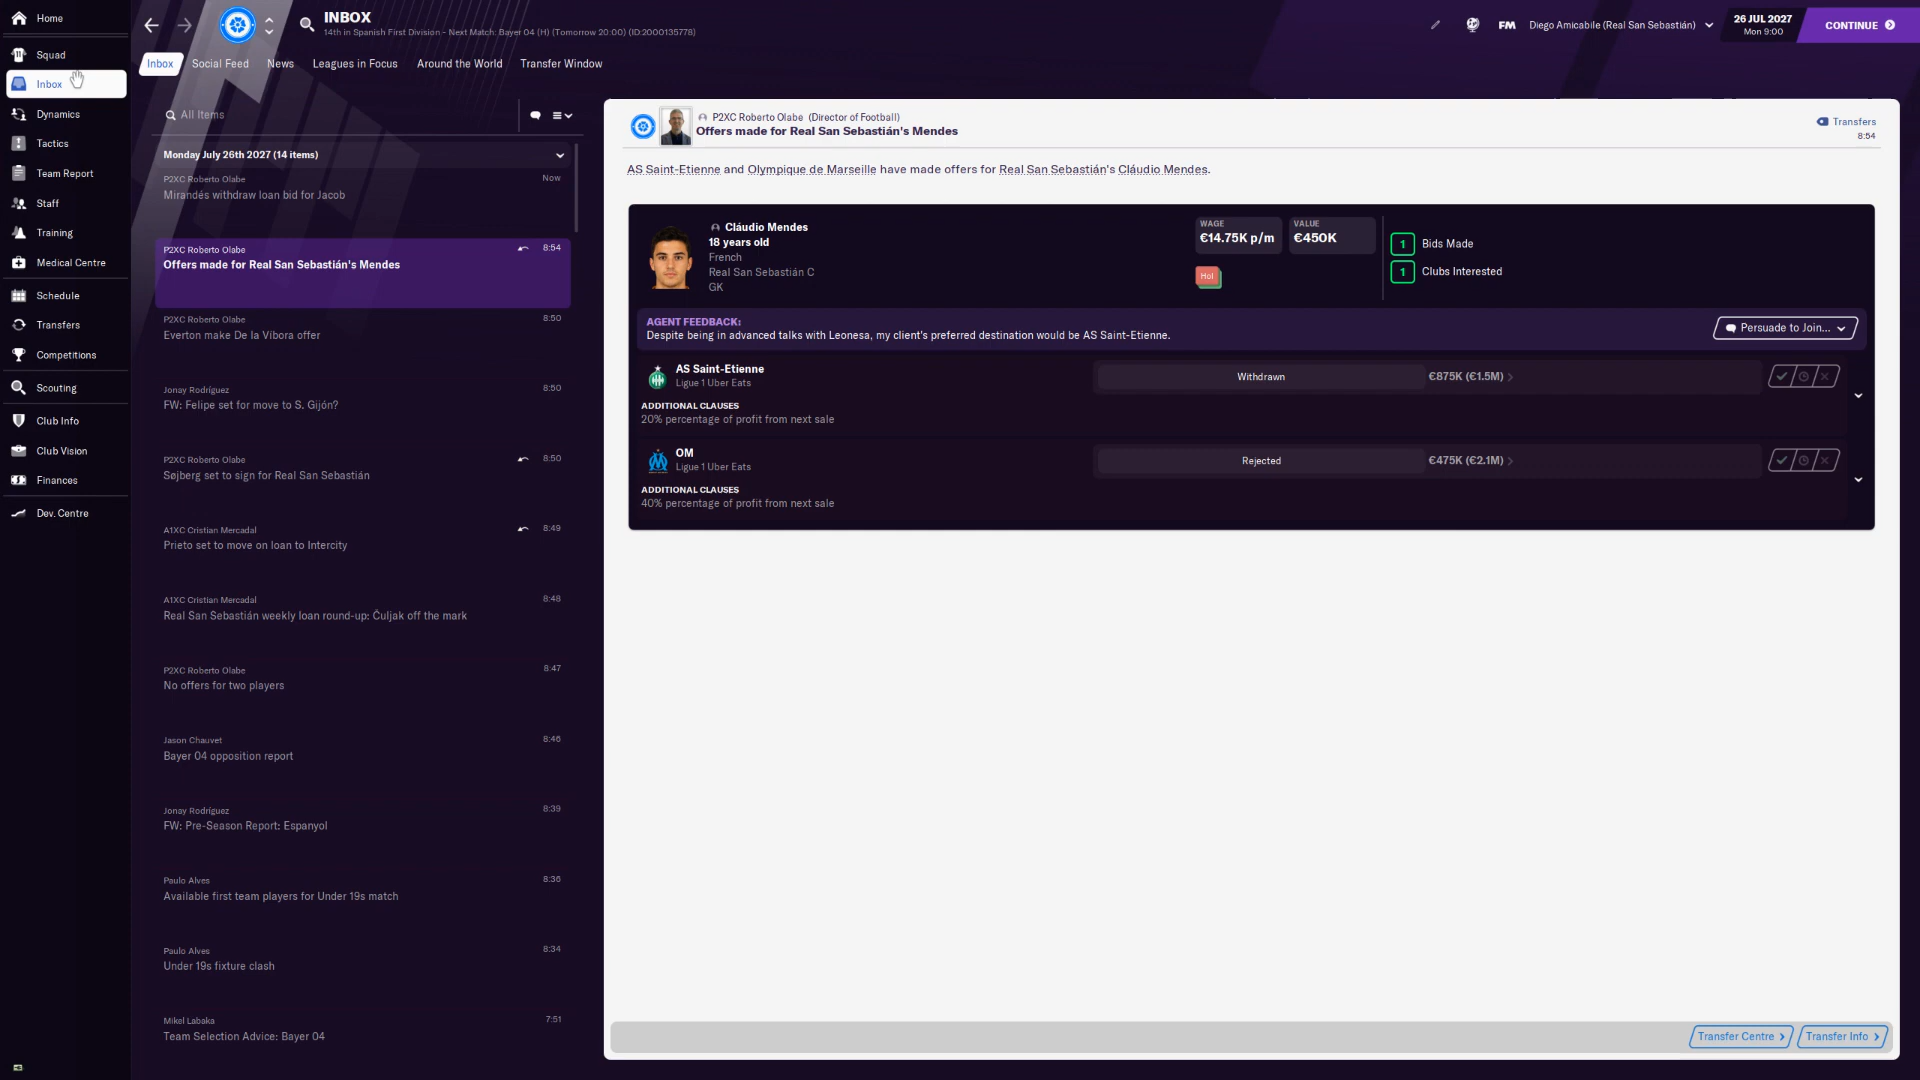 Home
Squad
Inbox
Dynamics
Tactics
Team Report
Staff
Training
Medical Centre
Schedule
Transfers
Competitions
Scouting
Club Info
Club Vision
Finances
Dev. Centre
INBOX
14th in Spanish First Division - Next Match: Bayer 04 (H) (Tomorrow 20:00) (ID:2000135778)
FM
Diego Amicabile (Real San Sebastián)
26 JUL 2027
Mon 9:00
CONTINUE
Inbox
Social Feed
News
Leagues in Focus
Around the World
Transfer Window
All Items
Monday July 26th 2027 (14 items)
P2XC Roberto Olabe
Now
Mirandés withdraw loan bid for Jacob
P2XC Roberto Olabe
8:54
Offers made for Real San Sebastián's Mendes
P2XC Roberto Olabe
8:50
Everton make De la Víbora offer
Jonay Rodríguez
8:50
FW: Felipe set for move to S. Gijón?
P2XC Roberto Olabe
8:50
Søjberg set to sign for Real San Sebastián
A1XC Cristian Mercadal
8:49
Prieto set to move on loan to Intercity
A1XC Cristian Mercadal
8:48
Real San Sebastián weekly loan round-up: Čuljak off the mark
P2XC Roberto Olabe
8:47
No offers for two players
Jason Chauvet
8:46
Bayer 04 opposition report
Jonay Rodríguez
8:39
FW: Pre-Season Report: Espanyol
Paulo Alves
8:36
Available first team players for Under 19s match
Paulo Alves
8:34
Under 19s fixture clash
Mikel Labaka
7:51
Team Selection Advice: Bayer 04
P2XC Roberto Olabe (Director of Football)
Offers made for Real San Sebastián's Mendes
Transfers
8:54
AS Saint-Etienne and Olympique de Marseille have made offers for Real San Sebastián's Cláudio Mendes.
Cláudio Mendes
18 years old
French
Real San Sebastián C
GK
WAGE
€14.75K p/m
VALUE
€450K
Hol
1 Bids Made
1 Clubs Interested
AGENT FEEDBACK:
Despite being in advanced talks with Leonesa, my client's preferred destination would be AS Saint-Etienne.
Persuade to Join...
AS Saint-Etienne
Ligue 1 Uber Eats
Withdrawn
€875K (€1.5M)
ADDITIONAL CLAUSES
20% percentage of profit from next sale
OM
Ligue 1 Uber Eats
Rejected
€475K (€2.1M)
ADDITIONAL CLAUSES
40% percentage of profit from next sale
Transfer Centre
Transfer Info